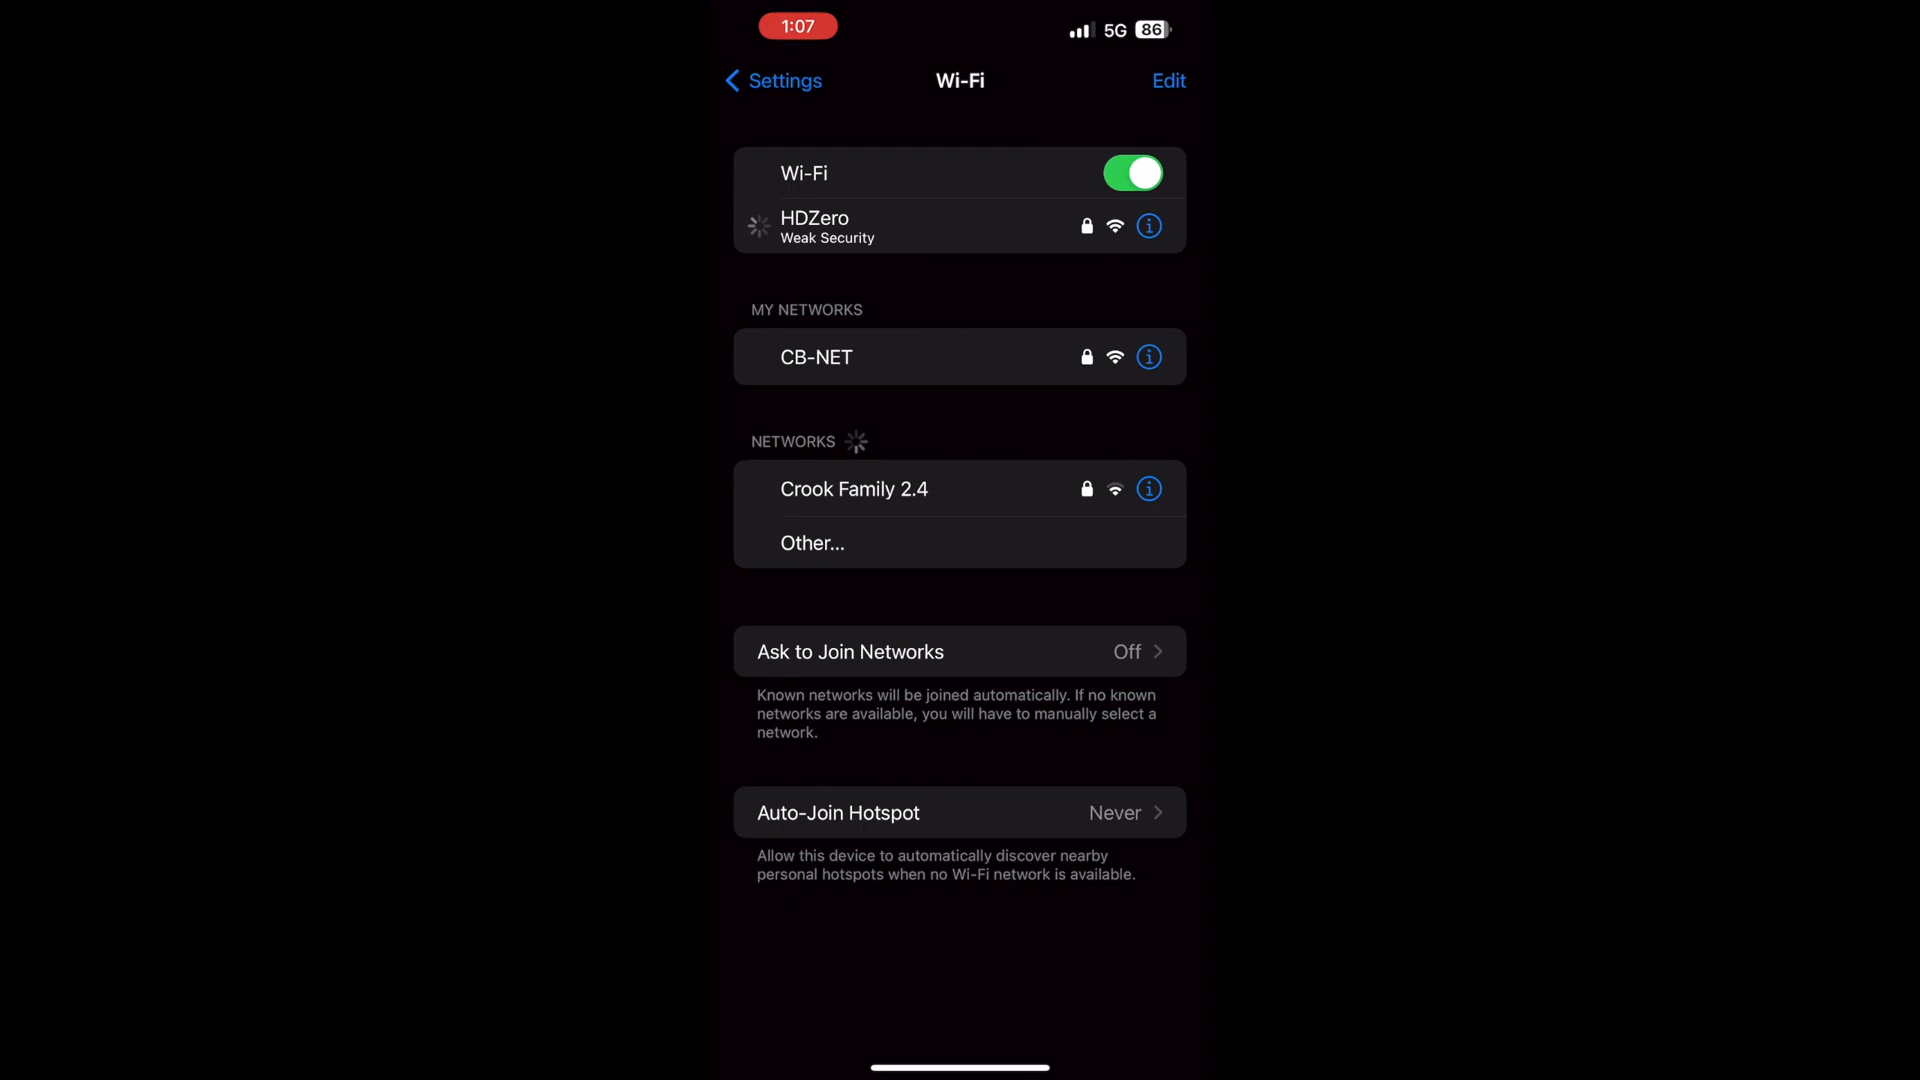 1:07
5G 86
Settings
Wi-Fi
Edit
Wi-Fi
HDZero
Weak Security
MY NETWORKS
CB-NET
NETWORKS
Crook Family 2.4
Other...
Ask to Join Networks Off
Known networks will be joined automatically. If no known
networks are available, you will have to manually select a
network.
Auto-Join Hotspot Never
Allow this device to automatically discover nearby
personal hotspots when no Wi-Fi network is available.